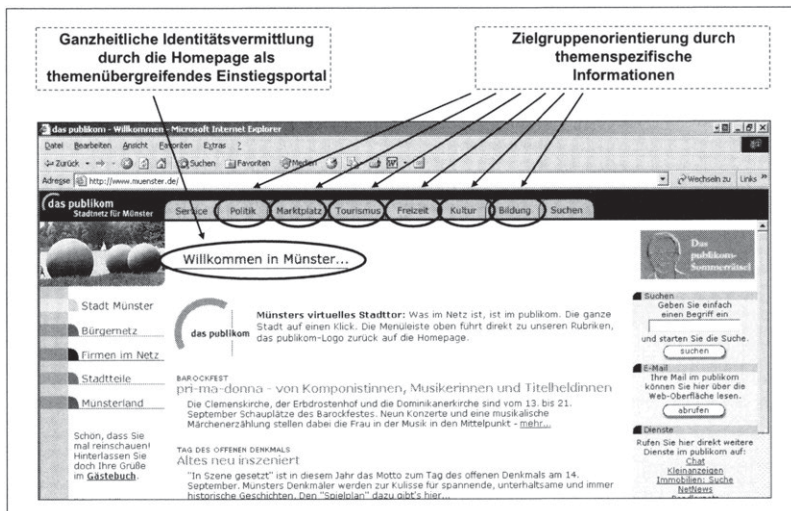 Ganzheitliche Identitätsvermittlung
durch die Homepage als
themenübergreifendes Einstiegsportal
Zielgruppenorientierung durch
themenspezifische
Informationen
das publikom - Willkommen - Microsoft Internet Explorer
Datei Bearbeiten Ansicht Favoriten Extras ?
Zurück Suchen Favoriten Medien
Adresse http://www.muenster.de/ Wechseln zu Links
das publikom
Stadtnetz für Münster
Service Politik Marktplatz Tourismus Freizeit Kultur Bildung Suchen
Willkommen in Münster...
Stadt Münster
Bürgernetz
Firmen im Netz
Stadtteile
Münsterland
Schön, dass Sie
mal reinschauen!
Hinterlassen Sie
doch Ihre Grüße
im Gästebuch.
das publikom
Münsters virtuelles Stadttor: Was im Netz ist, ist im publikom. Die ganze
Stadt auf einen Klick. Die Menüleiste oben führt direkt zu unseren Rubriken,
das publikom-Logo zurück auf die Homepage.
BAROCKFEST
pri-ma-donna - von Komponistinnen, Musikerinnen und Titelheldinnen
Die Clemenskirche, der Erbdrostenhof und die Dominikanerkirche sind vom 13. bis 21.
September Schauplätze des Barockfestes. Neun Konzerte und eine musikalische
Märchenerzählung stellen dabei die Frau in der Musik in den Mittelpunkt - mehr...
TAG DES OFFENEN DENKMALS
Altes neu inszeniert
"In Szene gesetzt" ist in diesem Jahr das Motto zum Tag des offenen Denkmals am 14.
September. Münsters Denkmäler werden zur Kulisse für spannende, unterhaltsame und immer
historische Geschichten. Den "Spielplan" dazu gibt's hier...
Das
publikom-
Sommerrätsel
Suchen
Geben Sie einfach
einen Begriff ein
und starten Sie die Suche.
suchen
E-Mail
Ihre Mail im publikom
können Sie hier über die
Web-Oberfläche lesen.
abrufen
Dienste
Rufen Sie hier direkt weitere
Dienste im publikom auf:
Chat
Kleinanzeigen
Immobilien: Suche
NetNews